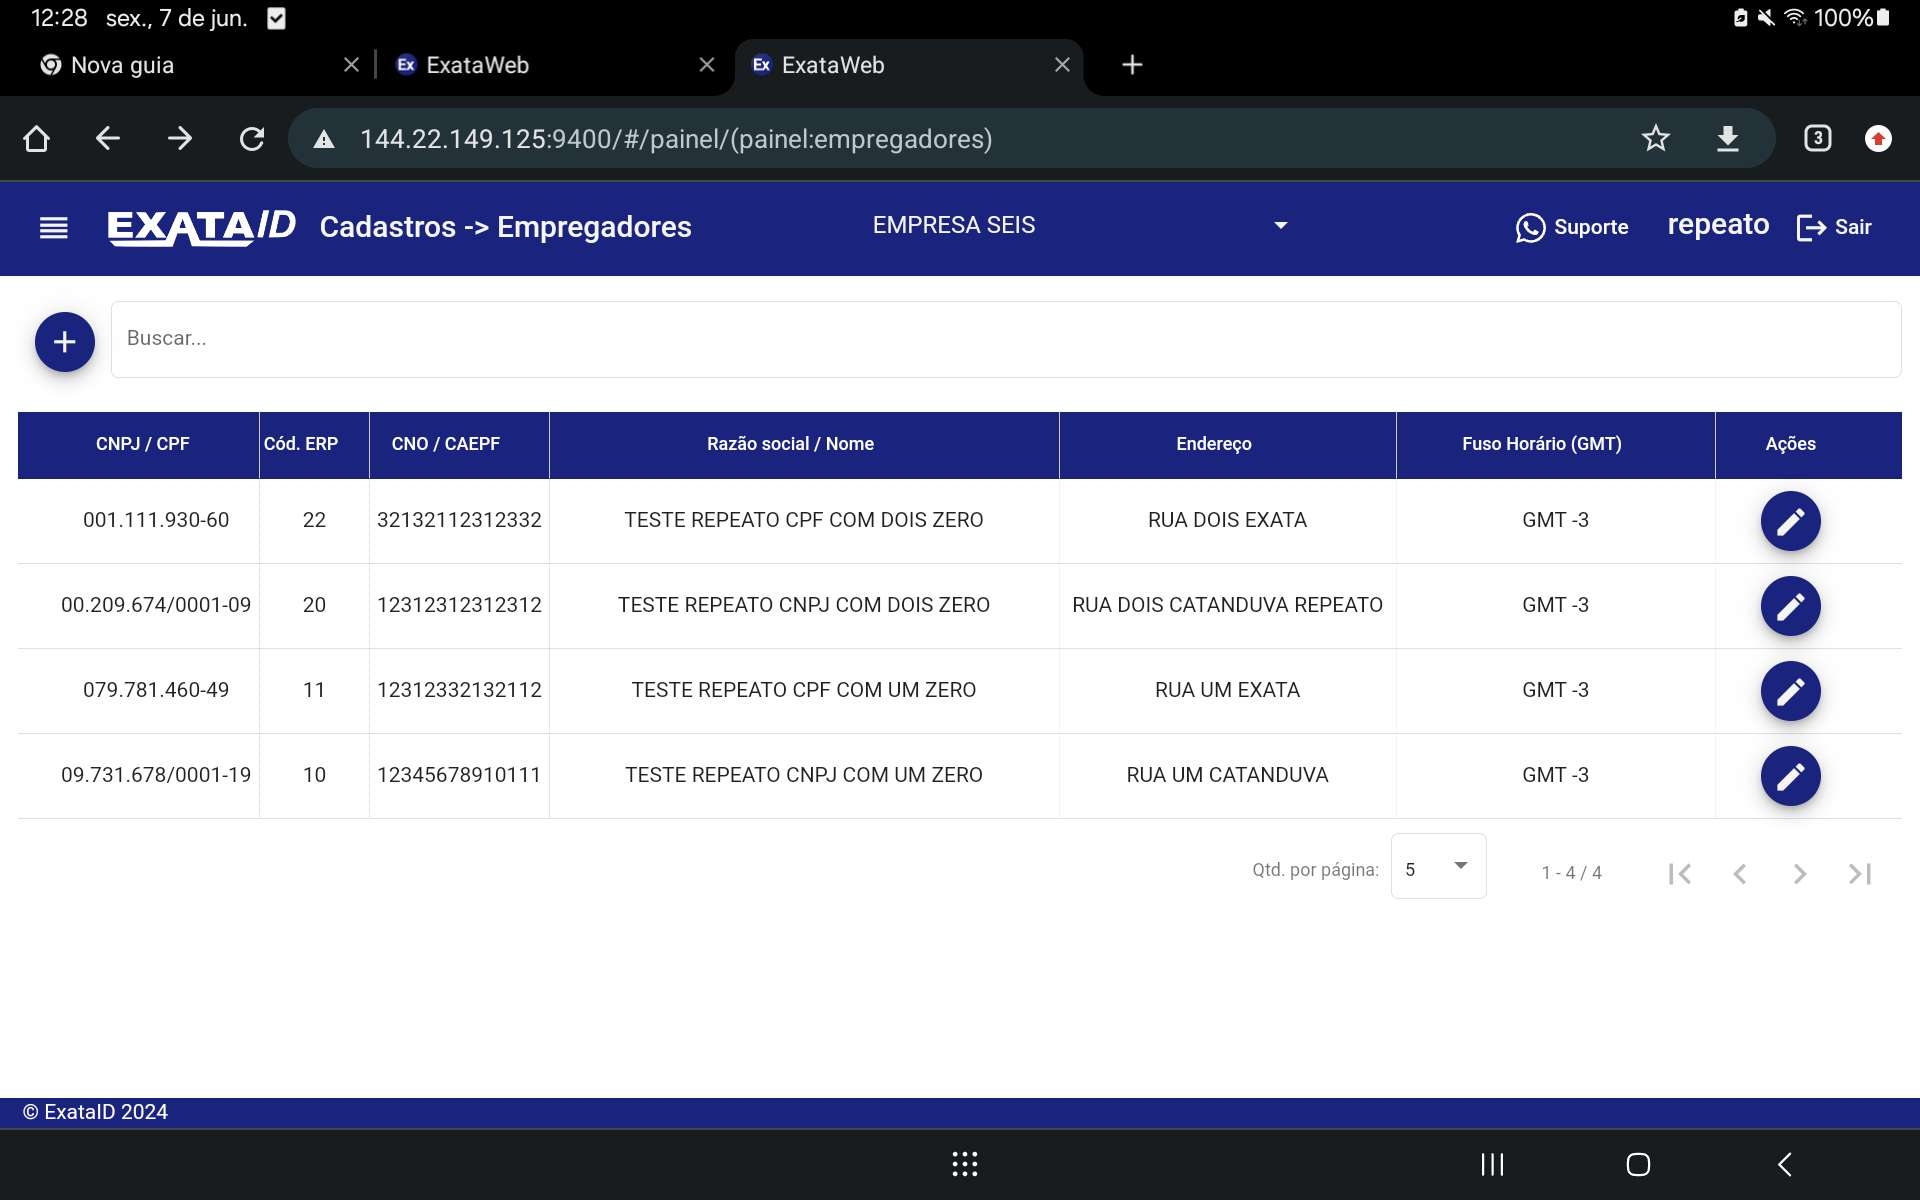 12:28 sex., 7 de jun. 100%
Nova guia ExataWeb ExataWeb
144.22.149.125:9400/#/painel/(painel:empregadores) 3
EXATAID Cadastros -> Empregadores EMPRESA SEIS Suporte repeato Sair
Buscar...
CNPJ / CPF Cód. ERP CNO / CAEPF Razão social / Nome Endereço Fuso Horário (GMT) Ações
001.111.930-60 22 32132112312332 TESTE REPEATO CPF COM DOIS ZERO RUA DOIS EXATA GMT -3
00.209.674/0001-09 20 12312312312312 TESTE REPEATO CNPJ COM DOIS ZERO RUA DOIS CATANDUVA REPEATO GMT -3
079.781.460-49 11 12312332132112 TESTE REPEATO CPF COM UM ZERO RUA UM EXATA GMT -3
09.731.678/0001-19 10 12345678910111 TESTE REPEATO CNPJ COM UM ZERO RUA UM CATANDUVA GMT -3
Qtd. por página: 5 1 - 4 / 4
© ExataID 2024